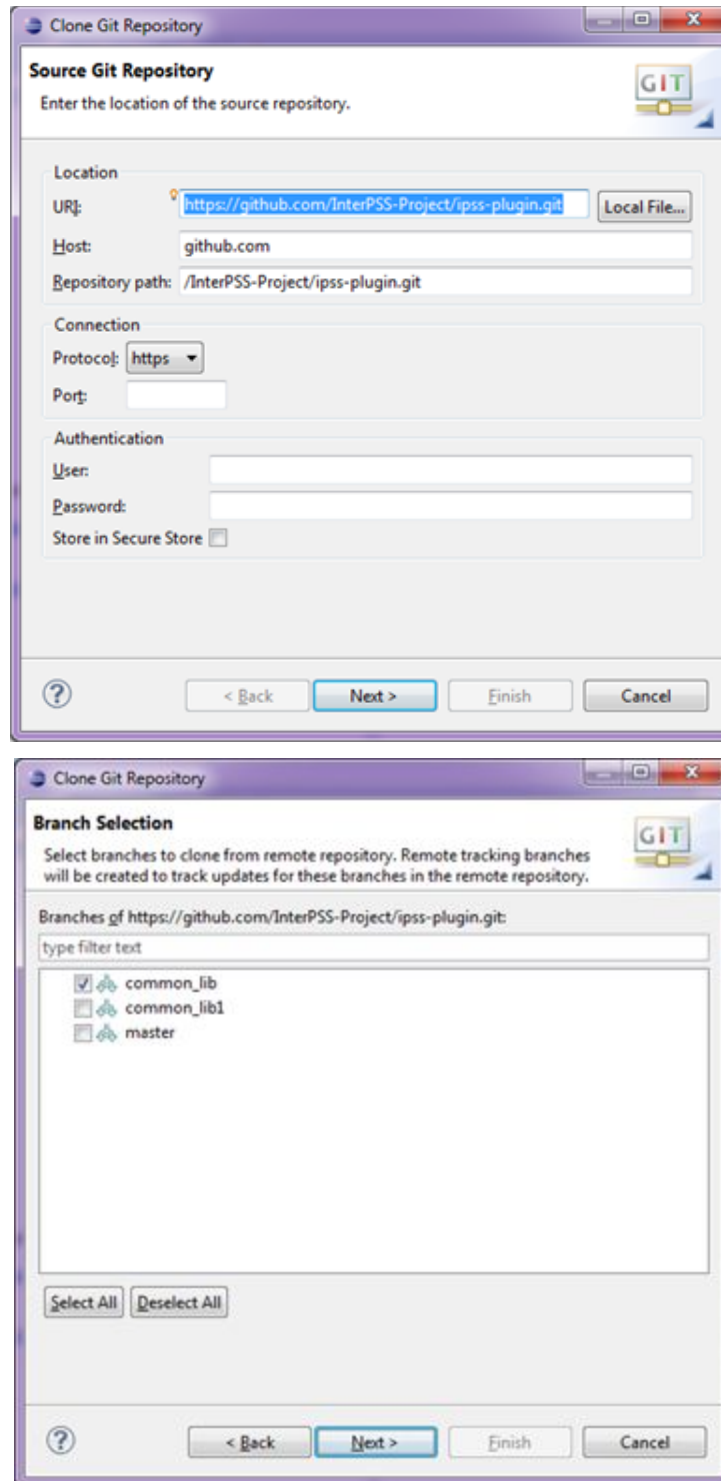 Clone Git Repository
Source Git Repository
Enter the location of the source repository.
GIT
Location
URI: https://github.com/InterPSS-Project/ipss-plugin.git Local File...
Host: github.com
Repository path: /InterPSS-Project/ipss-plugin.git
Connection
Protocol: https
Port:
Authentication
User:
Password:
Store in Secure Store
? < Back Next > Finish Cancel
Clone Git Repository
Branch Selection
GIT
Select branches to clone from remote repository. Remote tracking branches
will be created to track updates for these branches in the remote repository.
Branches of https://github.com/InterPSS-Project/ipss-plugin.git:
type filter text
common_lib
common_lib1
master
Select All Deselect All
? < Back Next > Finish Cancel